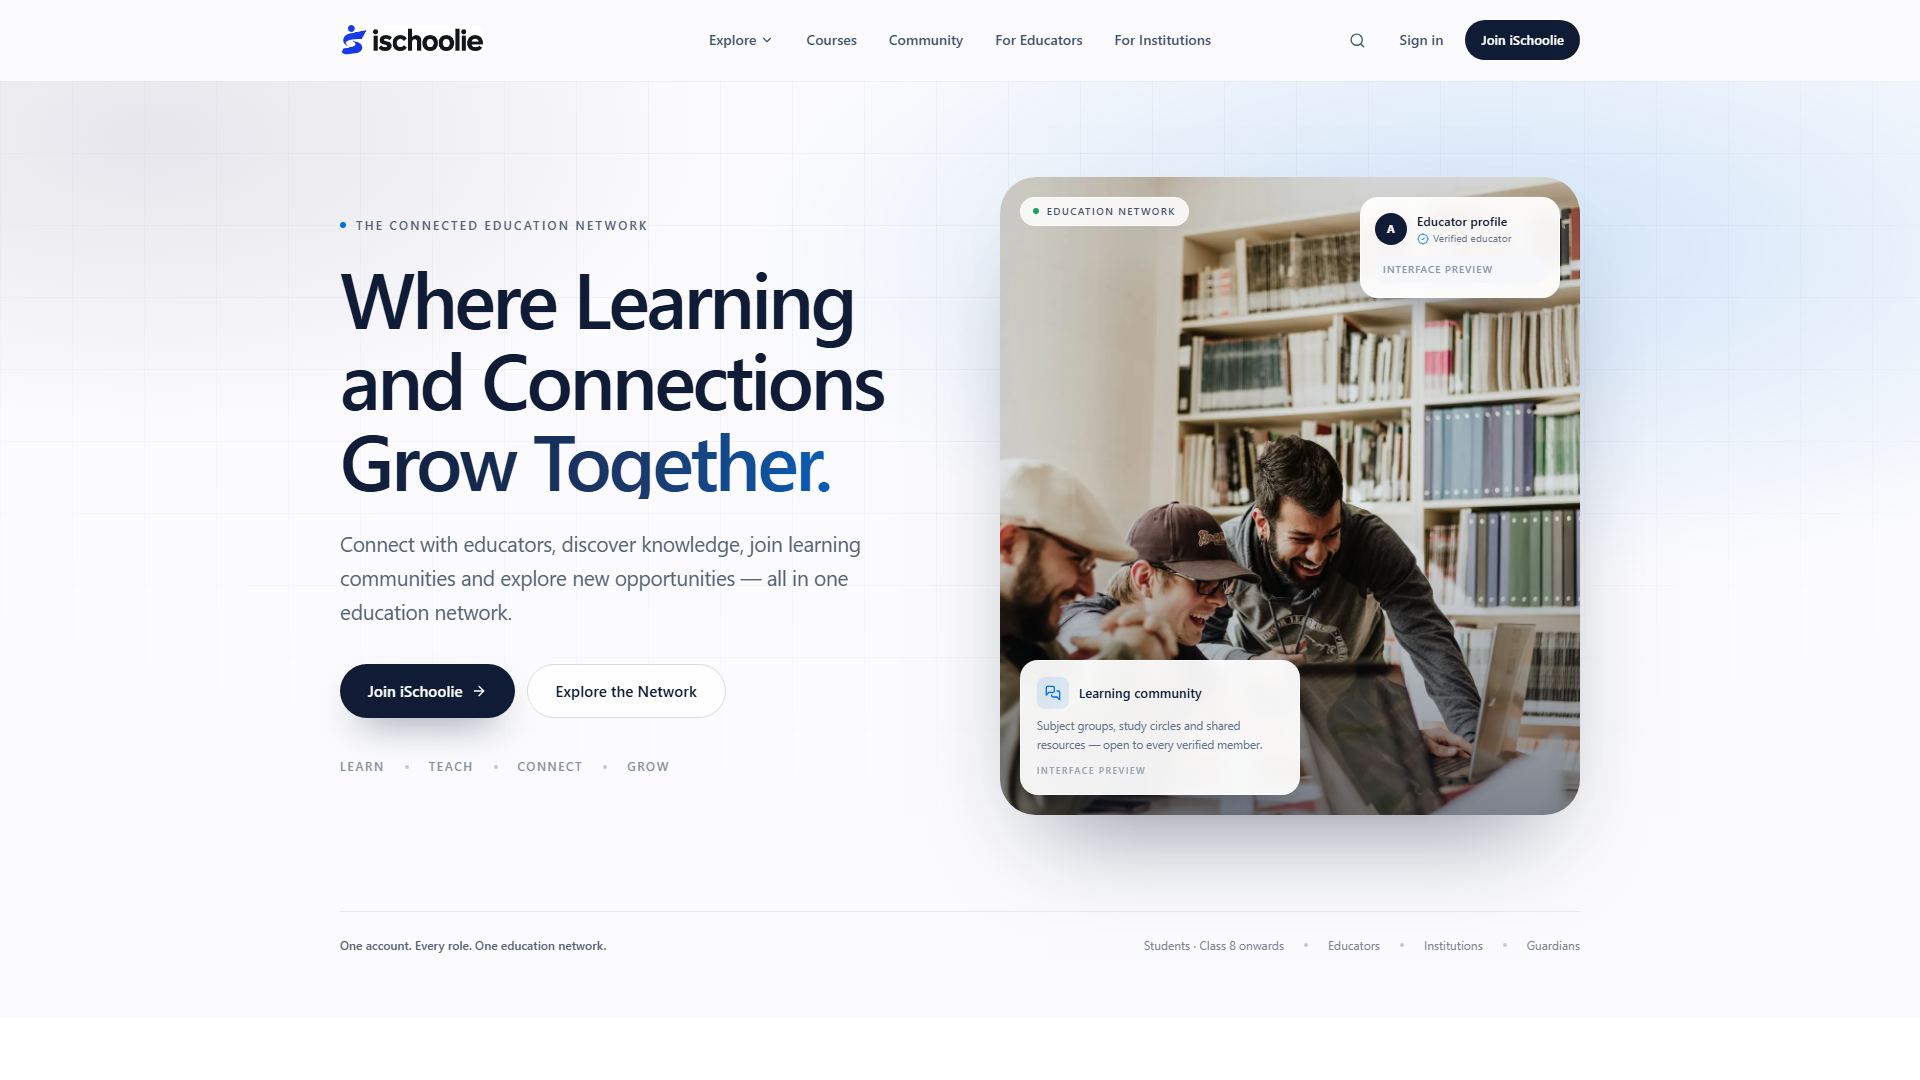 ischoolie
Explore
Courses
Community
For Educators
For Institutions
Sign in
Join iSchoolie
THE CONNECTED EDUCATION NETWORK
Where Learning
and Connections
Grow Together.
Connect with educators, discover knowledge, join learning
communities and explore new opportunities — all in one
education network.
Join iSchoolie
Explore the Network
LEARN • TEACH • CONNECT • GROW
EDUCATION NETWORK
A
Educator profile
Verified educator
INTERFACE PREVIEW
Learning community
Subject groups, study circles and shared
resources — open to every verified member.
INTERFACE PREVIEW
One account. Every role. One education network.
Students · Class 8 onwards • Educators • Institutions • Guardians